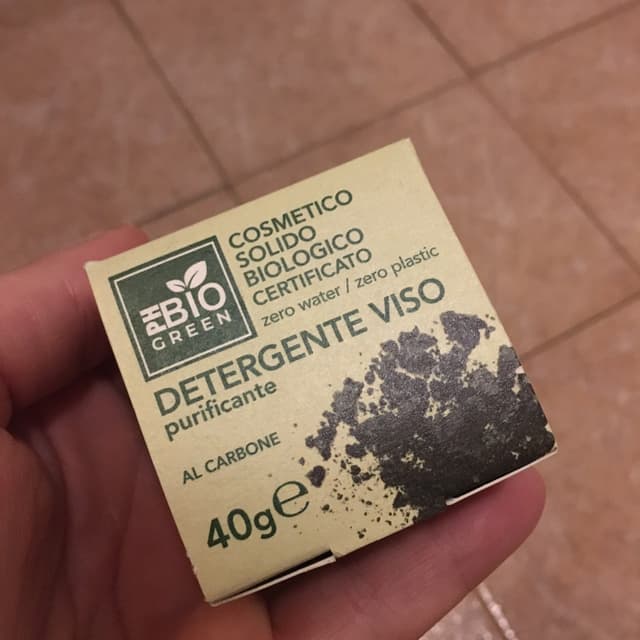 PH
BIO
GREEN
COSMETICO
SOLIDO
BIOLOGICO
CERTIFICATO
zero water / zero plastic
DETERGENTE VISO
purificante
AL CARBONE
40g℮